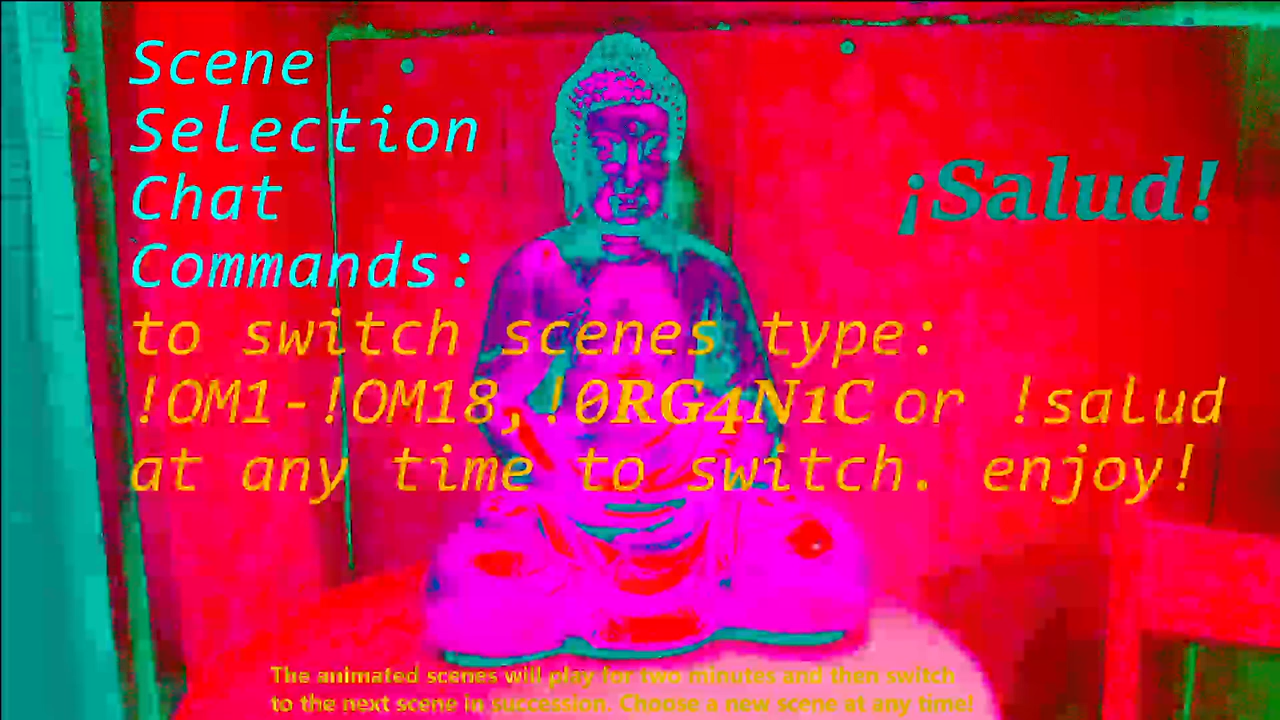 Scene
Selection
Chat
Commands:
¡Salud!
to switch scenes type:
!OM1-!OM18,!0RG4N1C or !salud
at any time to switch. enjoy!
The animated scenes will play for two minutes and then switch
to the next scene in succession. Choose a new scene at any time!